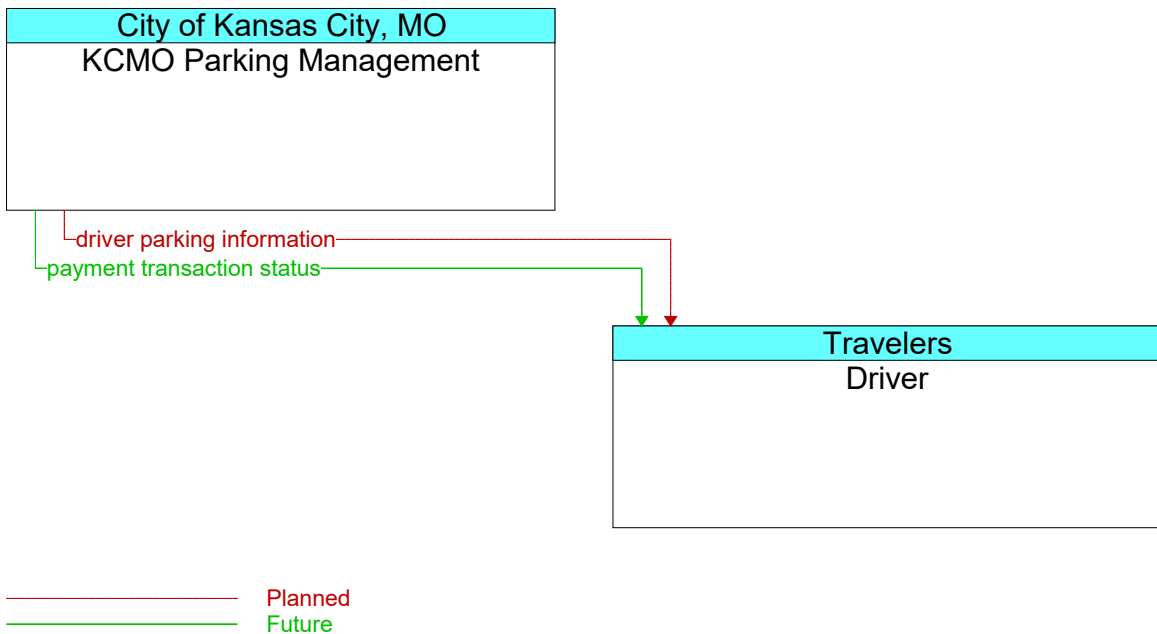 City of Kansas City, MO
KCMO Parking Management
driver parking information
payment transaction status
Travelers
Driver
Planned
Future